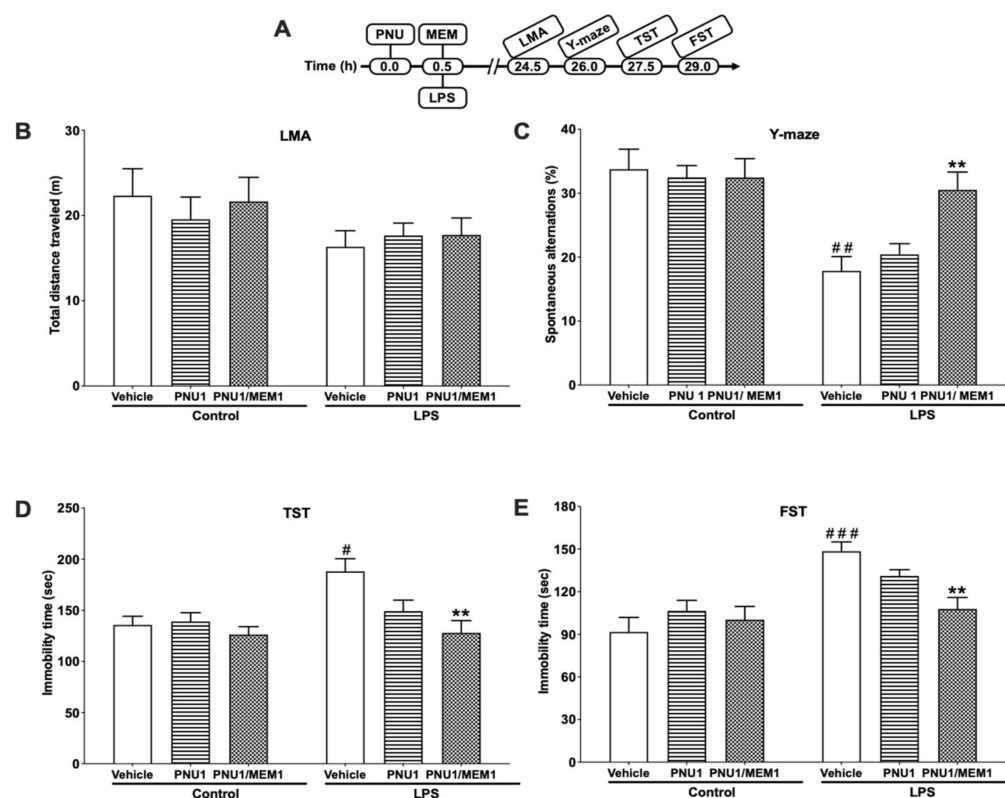 A
PNU MEM LMA Y-maze TST FST
Time (h) 0.0 0.5 24.5 26.0 27.5 29.0
LPS
B
LMA
Total distance traveled (m)
30
20
10
0
Vehicle PNU1 PNU1/MEM1 Vehicle PNU1 PNU1/MEM1
Control LPS
C
Y-maze
Spontaneous alternations (%)
40
30
20
10
0
##
**
Vehicle PNU 1 PNU1/ MEM1 Vehicle PNU 1 PNU1/ MEM1
Control LPS
D
TST
Immobility time (sec)
250
200
150
100
50
0
#
**
Vehicle PNU1 PNU1/MEM1 Vehicle PNU1 PNU1/MEM1
Control LPS
E
FST
Immobility time (sec)
180
150
120
90
60
30
0
###
**
Vehicle PNU1 PNU1/MEM1 Vehicle PNU1 PNU1/MEM1
Control LPS